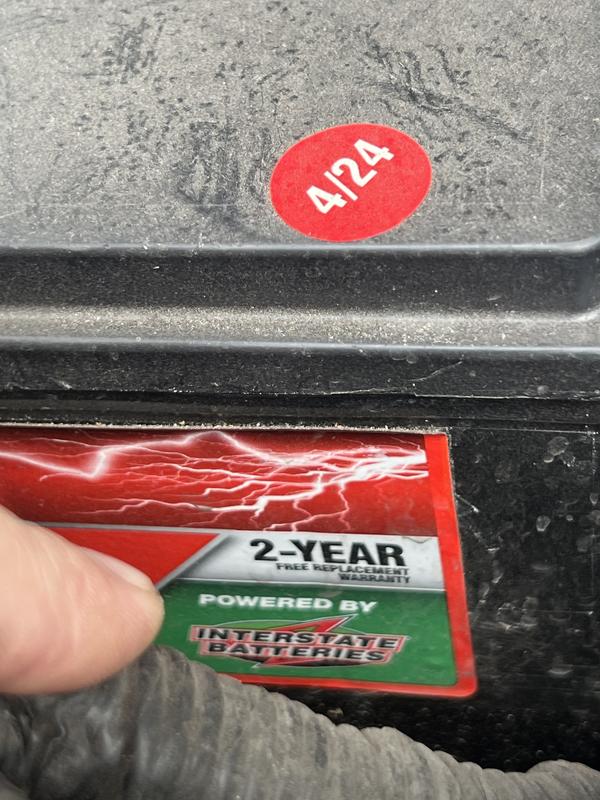 4/24
2-YEAR
FREE REPLACEMENT
WARRANTY
POWERED BY
INTERSTATE
BATTERIES